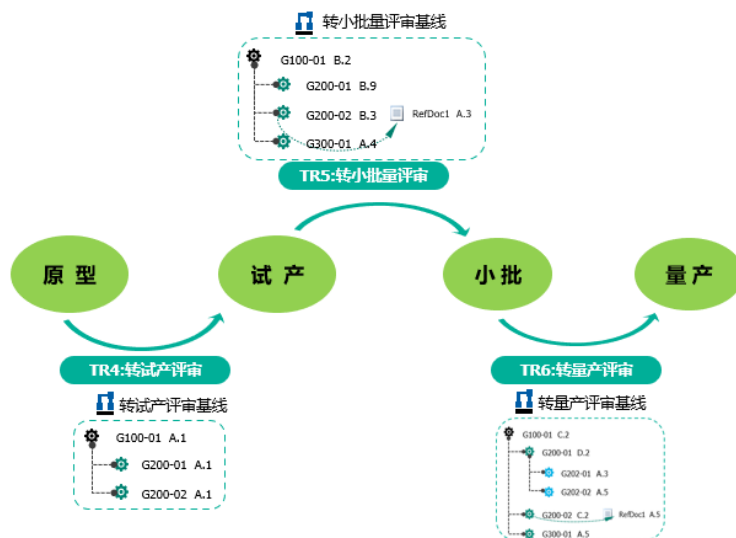 转小批量评审基线
G100-01 B.2
G200-01 B.9
G200-02 B.3
RefDoc1 A.3
G300-01 A.4
TR5:转小批量评审
原型
试产
小批
量产
TR4:转试产评审
TR6:转量产评审
转试产评审基线
G100-01 A.1
G200-01 A.1
G200-02 A.1
转量产评审基线
G100-01 C.2
G200-01 D.2
G202-01 A.3
G202-02 A.5
G200-02 C.2
RefDoc1 A.5
G300-01 A.5